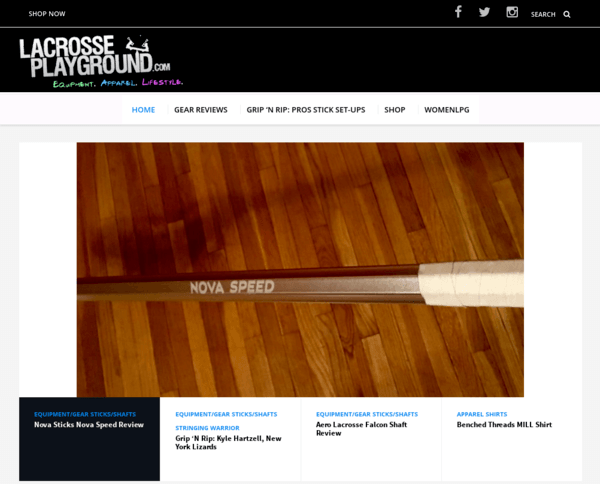 SHOP NOW
SEARCH
LACROSSE
PLAYGROUND.COM
EQUIPMENT. APPAREL. LIFESTYLE.
HOME
GEAR REVIEWS
GRIP ‘N RIP: PROS STICK SET-UPS
SHOP
WOMENLPG
NOVA SPEED
EQUIPMENT/GEAR STICKS/SHAFTS
Nova Sticks Nova Speed Review
EQUIPMENT/GEAR STICKS/SHAFTS
STRINGING WARRIOR
Grip ‘N Rip: Kyle Hartzell, New
York Lizards
EQUIPMENT/GEAR STICKS/SHAFTS
Aero Lacrosse Falcon Shaft
Review
APPAREL SHIRTS
Benched Threads MILL Shirt